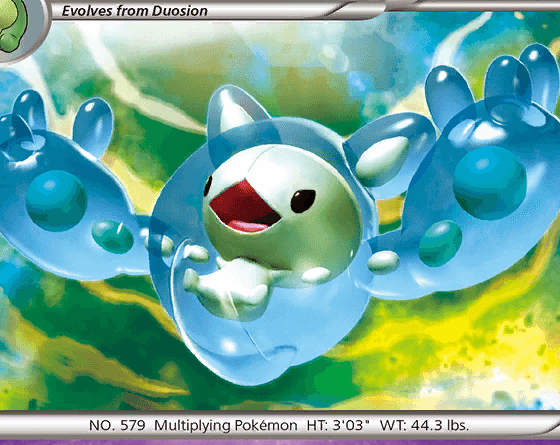 Evolves from Duosion
NO. 579 Multiplying Pokémon HT: 3'03" WT: 44.3 lbs.